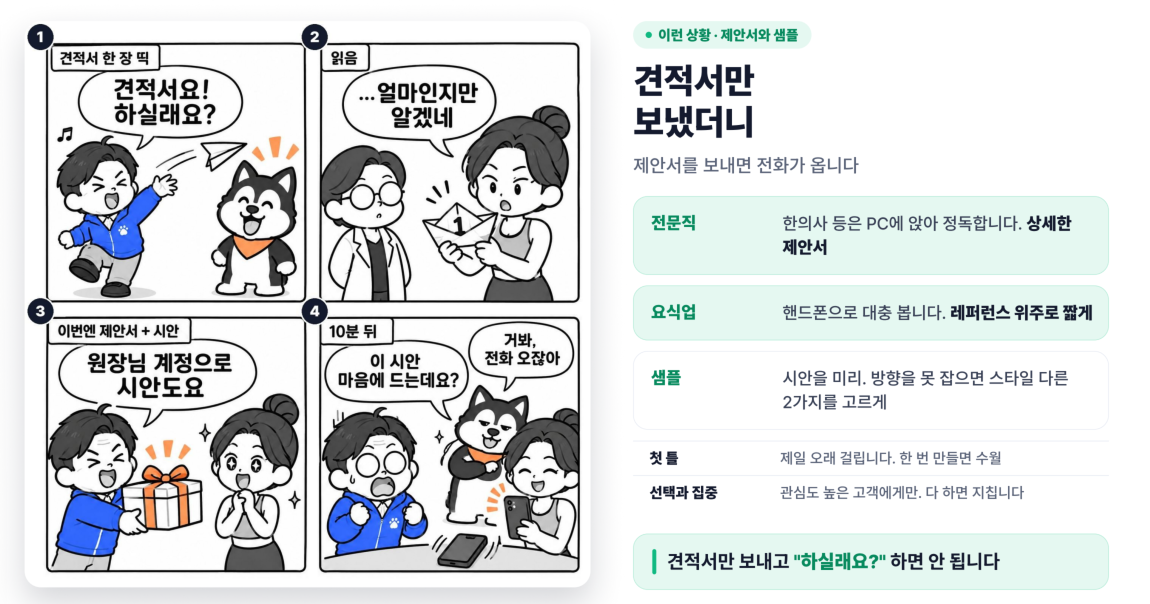 1
견적서 한 장 띡
견적서요!
하실래요?
2
읽음
...얼마인지만
알겠네
1
3
이번엔 제안서 + 시안
원장님 계정으로
시안도요
4
10분 뒤
이 시안
마음에 드는데요?
거봐,
전화 오잖아
이런 상황 · 제안서와 샘플
견적서만
보냈더니
제안서를 보내면 전화가 옵니다
전문직
한의사 등은 PC에 앉아 정독합니다. 상세한
제안서
요식업
핸드폰으로 대충 봅니다. 레퍼런스 위주로 짧게
샘플
시안을 미리. 방향을 못 잡으면 스타일 다른
2가지를 고르게
첫 틀
제일 오래 걸립니다. 한 번 만들면 수월
선택과 집중
관심도 높은 고객에게만. 다 하면 지칩니다
견적서만 보내고 "하실래요?" 하면 안 됩니다